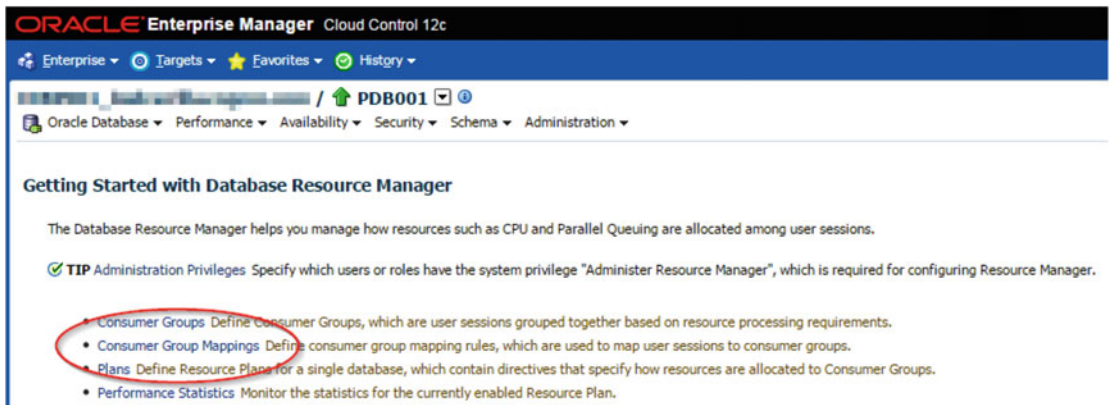 ORACLE Enterprise Manager Cloud Control 12c
Enterprise Targets Favorites History
/ PDB001
Oracle Database Performance Availability Security Schema Administration
Getting Started with Database Resource Manager
The Database Resource Manager helps you manage how resources such as CPU and Parallel Queuing are allocated among user sessions.
TIP Administration Privileges Specify which users or roles have the system privilege "Administer Resource Manager", which is required for configuring Resource Manager.
• Consumer Groups Define Consumer Groups, which are user sessions grouped together based on resource processing requirements.
• Consumer Group Mappings Define consumer group mapping rules, which are used to map user sessions to consumer groups.
• Plans Define Resource Plans for a single database, which contain directives that specify how resources are allocated to Consumer Groups.
• Performance Statistics Monitor the statistics for the currently enabled Resource Plan.